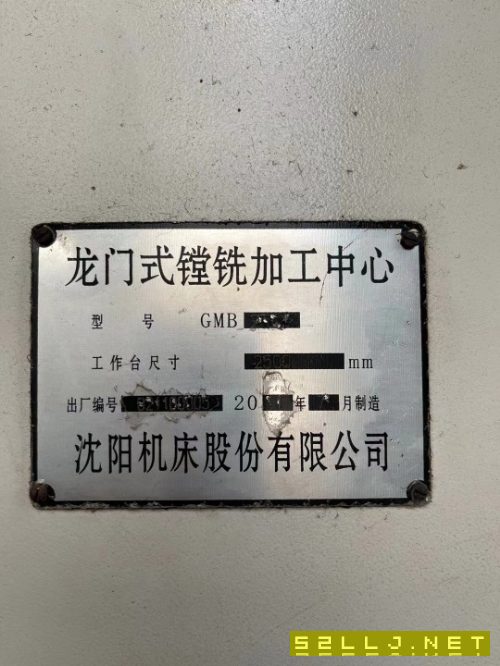 龙门式镗铣加工中心
型 号 GMB
工作台尺寸 mm
出厂编号 20 年 月制造
沈阳机床股份有限公司
S2LLJ.NET